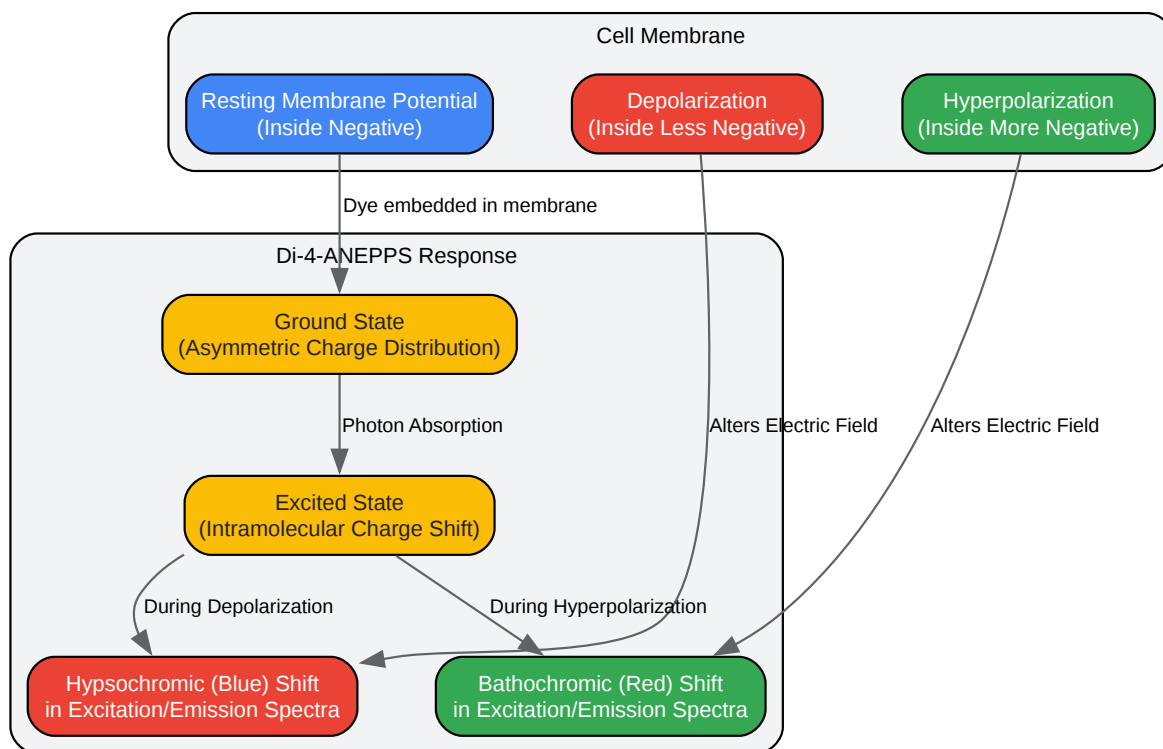 Cell Membrane
Resting Membrane Potential
(Inside Negative)
Depolarization
(Inside Less Negative)
Hyperpolarization
(Inside More Negative)
Dye embedded in membrane
Di-4-ANEPPS Response
Ground State
(Asymmetric Charge Distribution)
Photon Absorption
Alters Electric Field
Alters Electric Field
Excited State
(Intramolecular Charge Shift)
During Depolarization
During Hyperpolarization
Hypsochromic (Blue) Shift
in Excitation/Emission Spectra
Bathochromic (Red) Shift
in Excitation/Emission Spectra